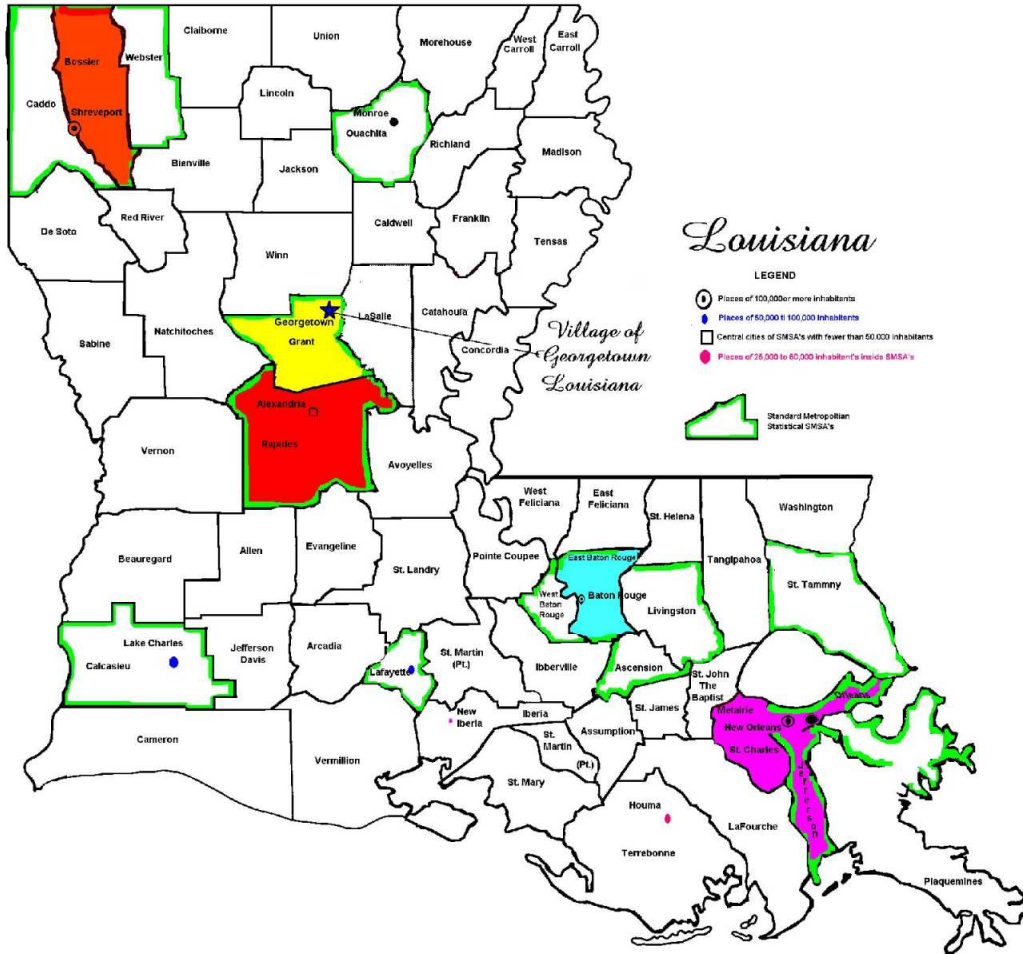 Claiborne
Union
Morehouse
West
Carroll
East
Carroll
Bossier
Webster
Lincoln
Caddo
Shreveport
Monroe
Ouachita
Richland
Madison
Bienville
Jackson
De Soto
Red River
Caldwell
Franklin
Tensas
Winn
Natchitoches
Sabine
LaSalle
Catahoula
Concordia
Georgetown
Grant
Village of
Georgetown
Louisiana
Louisiana
LEGEND
Places of 100,000or more inhabitants
Places of 50,000 tl 100,000 inhabitants
Central cities of SMSA's with fewer than 50.000 inhabitants
Places of 25,000 to 50,000 inhabitant's inside SMSA's
Standard Metropoltian
Statistical SMSA's
Alexandria
Rapides
Vernon
Avoyelles
West
Feliciana
East
Feliciana
St. Helena
Washington
Beauregard
Allen
Evangeline
St. Landry
Pointe Coupee
East Baton Rouge
Tangipahoa
St. Tammny
West
Baton
Rouge
Baton Rouge
Livingston
Lake Charles
Calcasieu
Jefferson
Davis
Arcadia
Lafayette
St. Martin
(Pt.)
Ibberville
Ascension
St. John
The
Baptist
Cameron
Vermillion
New
Iberia
Iberia
St.
Martin
(Pt.)
Assumption
St. James
Metairie
Orleans
New Orleans
St. Charles
Jefferson
St. Mary
Houma
Terrebonne
LaFourche
Plaquemines